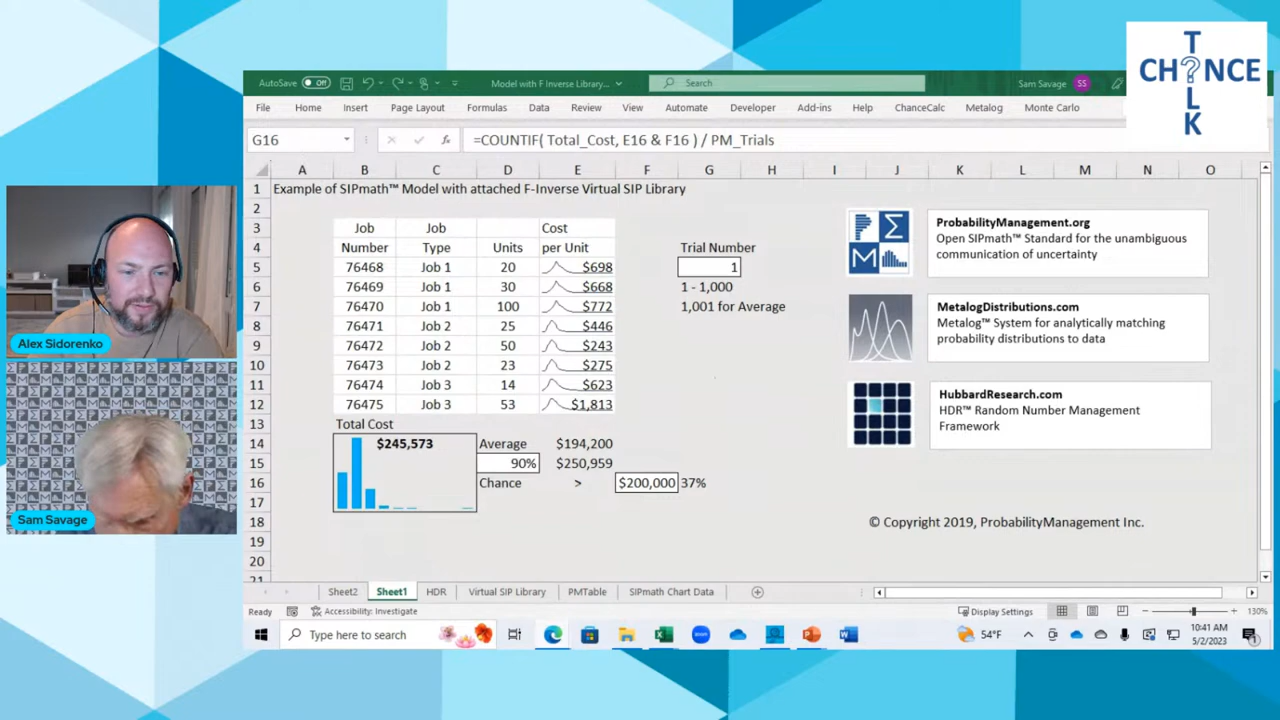 T
CH?NCE
L
K
AutoSave Off Model with F Inverse Library... Search Sam Savage SS
File Home Insert Page Layout Formulas Data Review View Automate Developer Add-ins Help ChanceCalc Metalog Monte Carlo
G16 fx =COUNTIF( Total_Cost, E16 & F16 ) / PM_Trials
A B C D E F G H I J K L M N O
1 Example of SIPmath™ Model with attached F-Inverse Virtual SIP Library
2
3 Job Job Cost
4 Number Type Units per Unit Trial Number
5 76468 Job 1 20 $698 1
6 76469 Job 1 30 $668 1 - 1,000
7 76470 Job 1 100 $772 1,001 for Average
8 76471 Job 2 25 $446
9 76472 Job 2 50 $243
10 76473 Job 2 23 $275
11 76474 Job 3 14 $623
12 76475 Job 3 53 $1,813
13 Total Cost
14 $245,573 Average $194,200
15 90% $250,959
16 Chance > $200,000 37%
17
18 © Copyright 2019, ProbabilityManagement Inc.
19
20
21
ProbabilityManagement.org
Open SIPmath™ Standard for the unambiguous
communication of uncertainty
MetalogDistributions.com
Metalog™ System for analytically matching
probability distributions to data
HubbardResearch.com
HDR™ Random Number Management
Framework
Alex Sidorenko
Sam Savage
Sheet2 Sheet1 HDR Virtual SIP Library PMTable SIPmath Chart Data
Ready Accessibility: Investigate Display Settings 130%
Type here to search 54°F 10:41 AM
5/2/2023